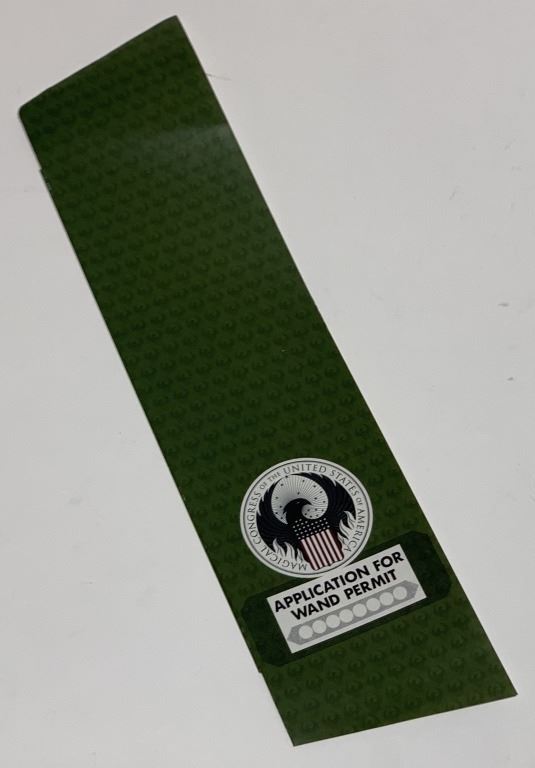 MAGICAL CONGRESS OF THE UNITED STATES OF AMERICA
APPLICATION FOR
WAND PERMIT